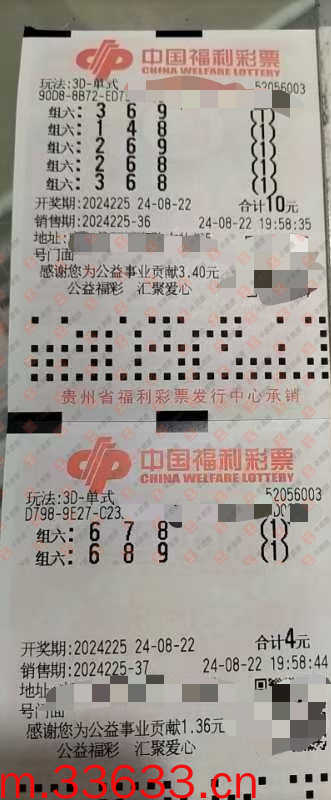 中国福利彩票
CHINA WELFARE LOTTERY
玩法:3D-单式 52056003
90D8-8B72-ED7
组六: 3 6 9 (1)
组六: 1 4 8 (1)
组六: 2 6 9 (1)
组六: 2 6 8 (1)
组六: 3 6 8 (1)
开奖期:2024225 24-08-22 合计10元
销售期:2024225-36 24-08-22 19:58:35
地址:
号门面
感谢您为公益事业贡献3.40元
公益福彩 汇聚爱心
贵州省福利彩票发行中心承销
中国福利彩票
CHINA WELFARE LOTTERY
玩法:3D-单式 52056003
D798-9E27-C23
组六: 6 7 8 (1)
组六: 6 8 9 (1)
开奖期:2024225 24-08-22 合计4元
销售期:2024225-37 24-08-22 19:58:44
地址:
号门面
感谢您为公益事业贡献1.36元
公益福彩 汇聚爱心
m.33633.cn